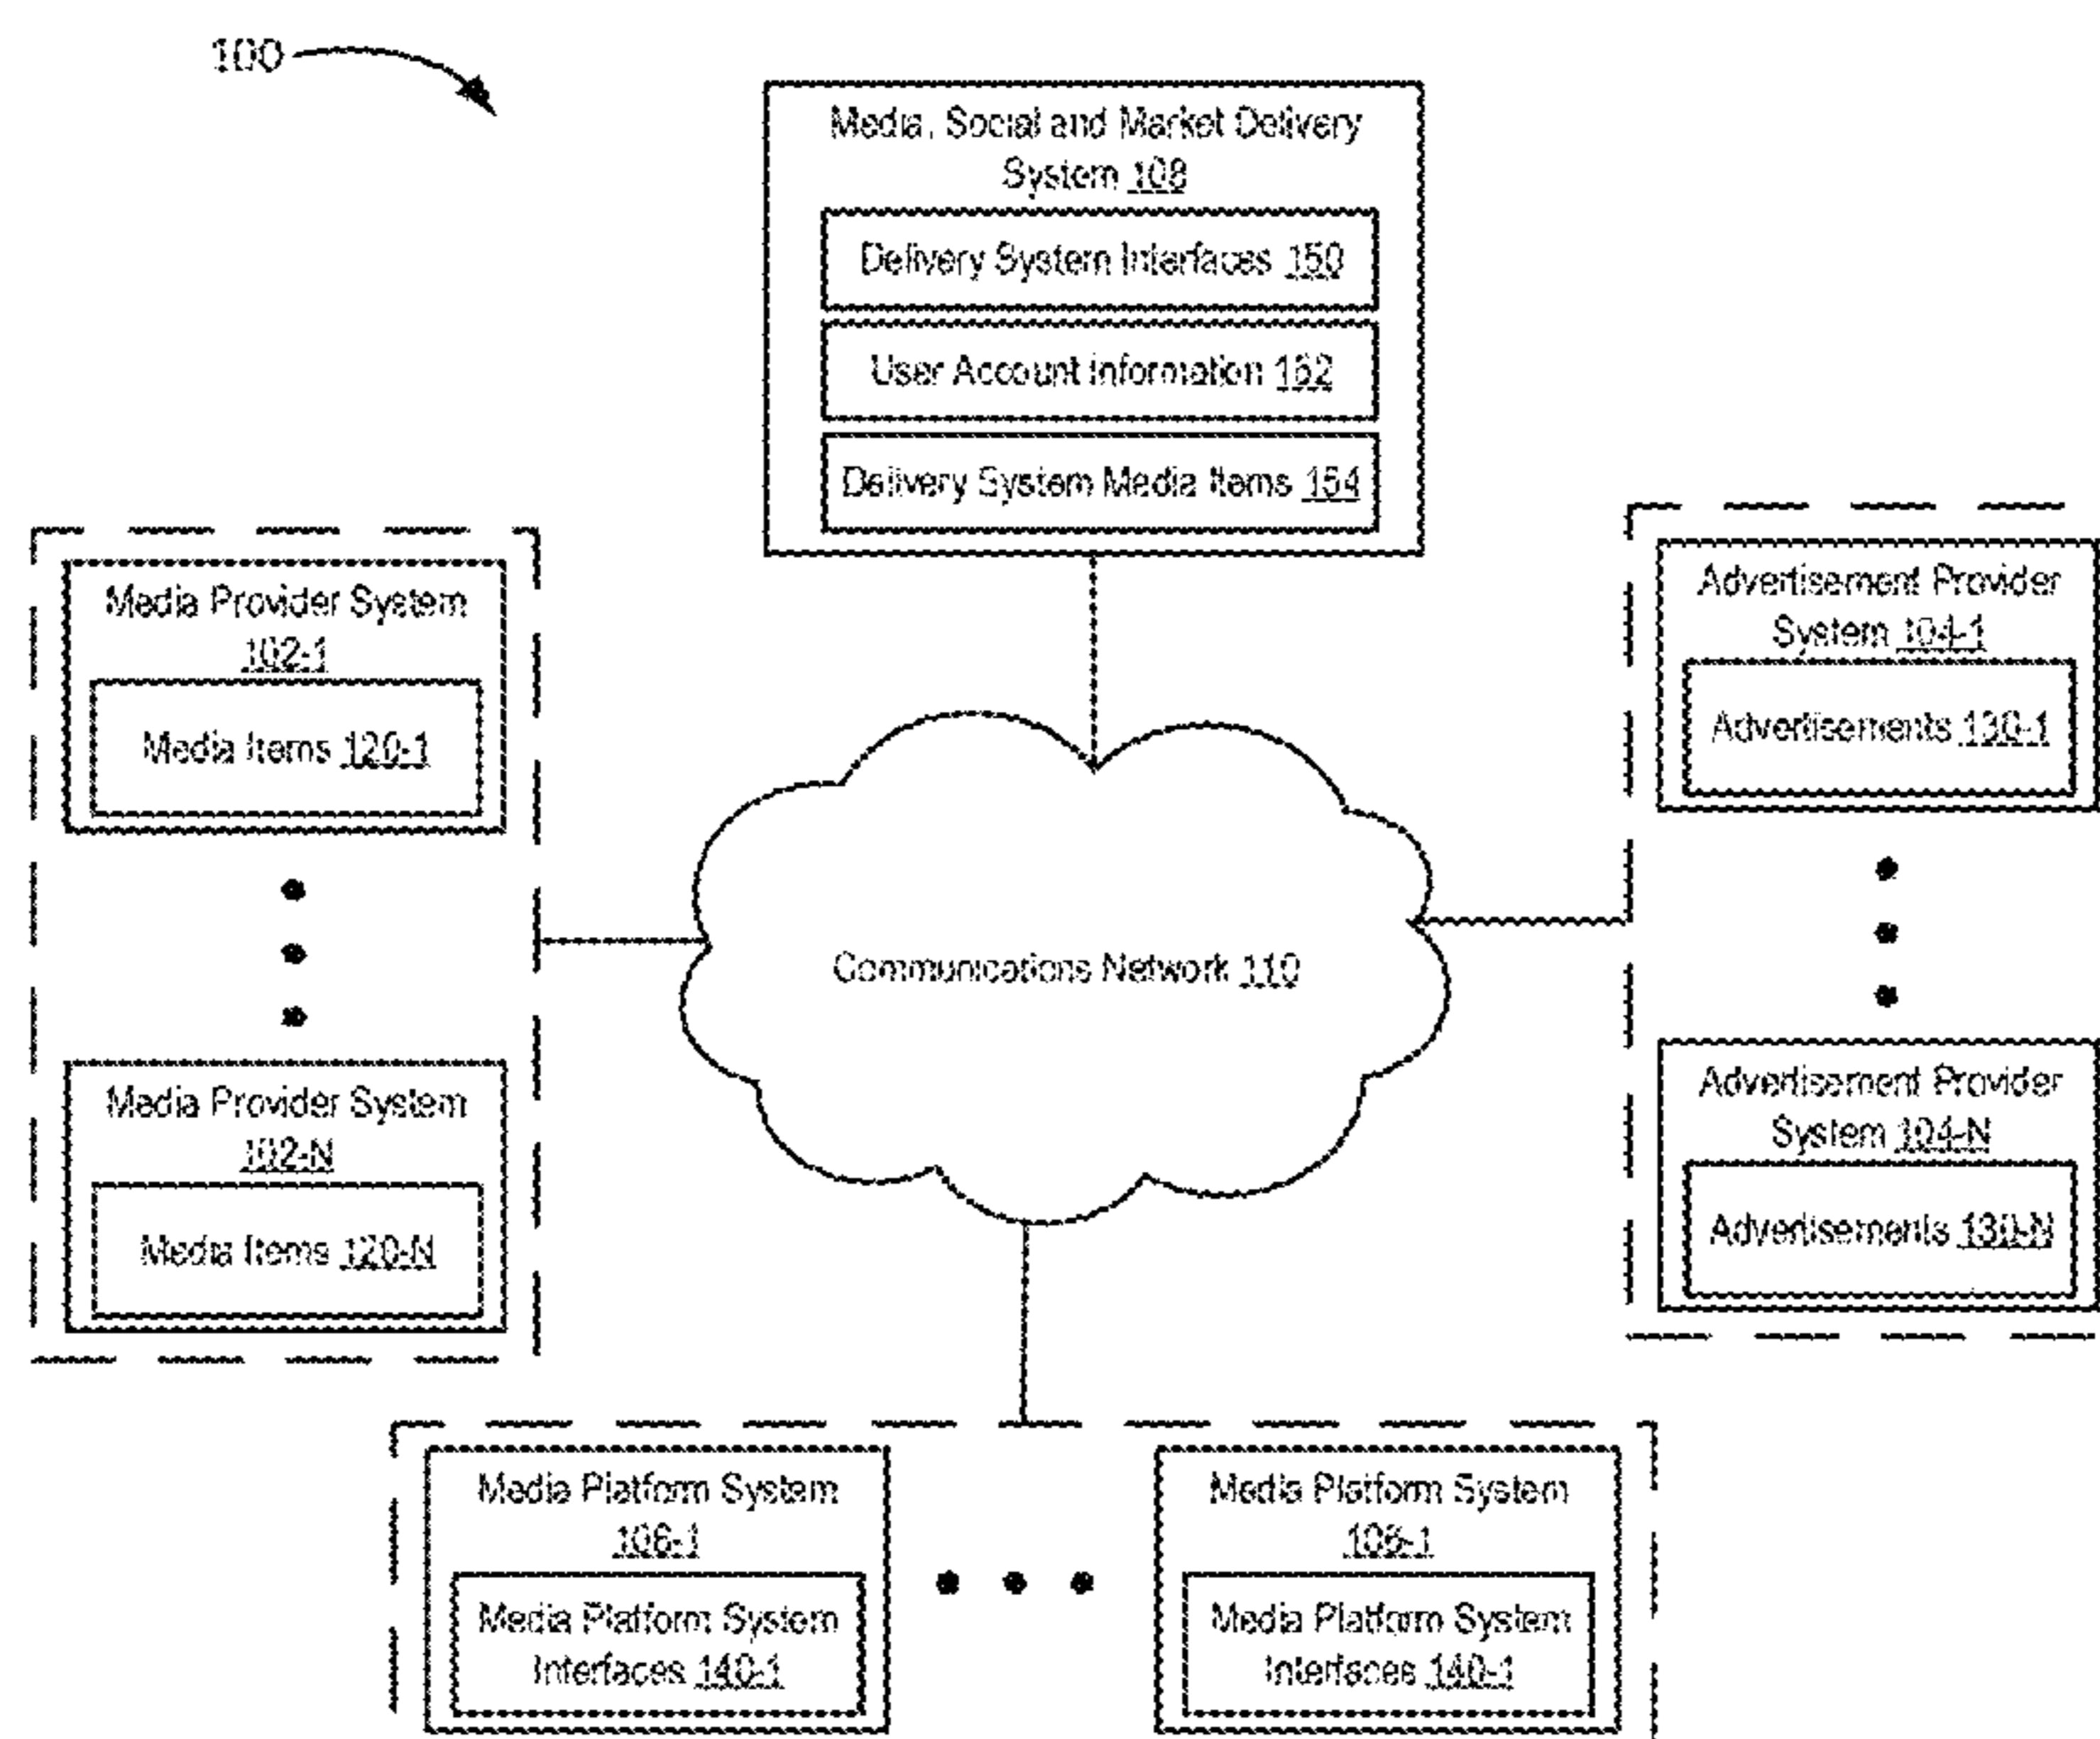 100
Media, Social and Market Delivery
System 108
Delivery System Interfaces 150
User Account Information 152
Delivery System Media Items 154
Media Provider System
102-1
Media Items 120-1
Media Provider System
102-N
Media Items 120-N
Communications Network 110
Advertisement Provider
System 104-1
Advertisements 130-1
Advertisement Provider
System 104-N
Advertisements 130-N
Media Platform System
106-1
Media Platform System
Interfaces 140-1
Media Platform System
106-1
Media Platform System
Interfaces 140-1